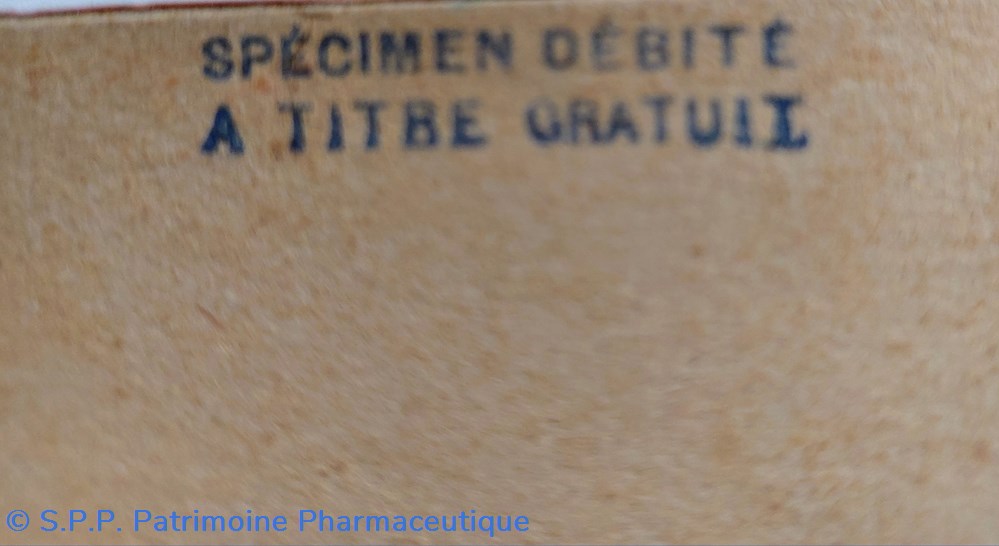 SPÉCIMEN DÉBITÉ
A TITRE GRATUIT
© S.P.P. Patrimoine Pharmaceutique